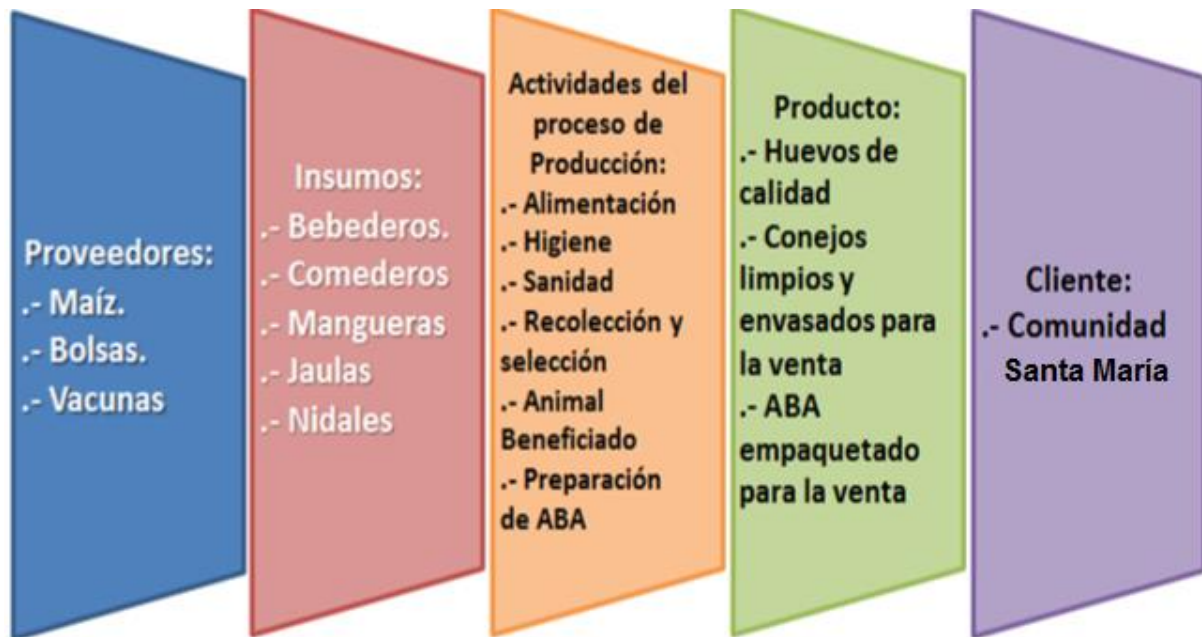 Proveedores:
.- Maíz.
.- Bolsas.
.- Vacunas
Insumos:
.- Bebederos.
.- Comederos
.- Mangueras
.- Jaulas
.- Nidales
Actividades del
proceso de
Producción:
.- Alimentación
.- Higiene
.- Sanidad
.- Recolección y
selección
.- Animal
Beneficiado
.- Preparación
de ABA
Producto:
.- Huevos de
calidad
.- Conejos
limpios y
envasados para
la venta
.- ABA
empaquetado
para la venta
Cliente:
.- Comunidad
Santa María